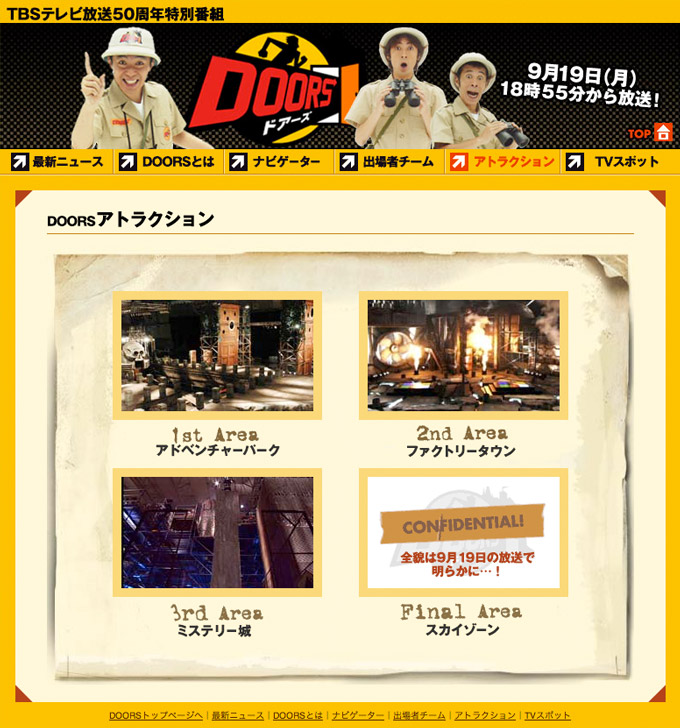 TBSテレビ放送50周年特別番組
DOORS
ドアーズ
9月19日(月)
18時55分から放送!
TOP
最新ニュース DOORSとは ナビゲーター 出場者チーム アトラクション TVスポット
DOORSアトラクション
1st Area
アドベンチャーパーク
2nd Area
ファクトリータウン
3rd Area
ミステリー城
CONFIDENTIAL!
全貌は9月19日の放送で
明らかに…!
Final Area
スカイゾーン
DOORSトップページへ | 最新ニュース | DOORSとは | ナビゲーター | 出場者チーム | アトラクション | TVスポット